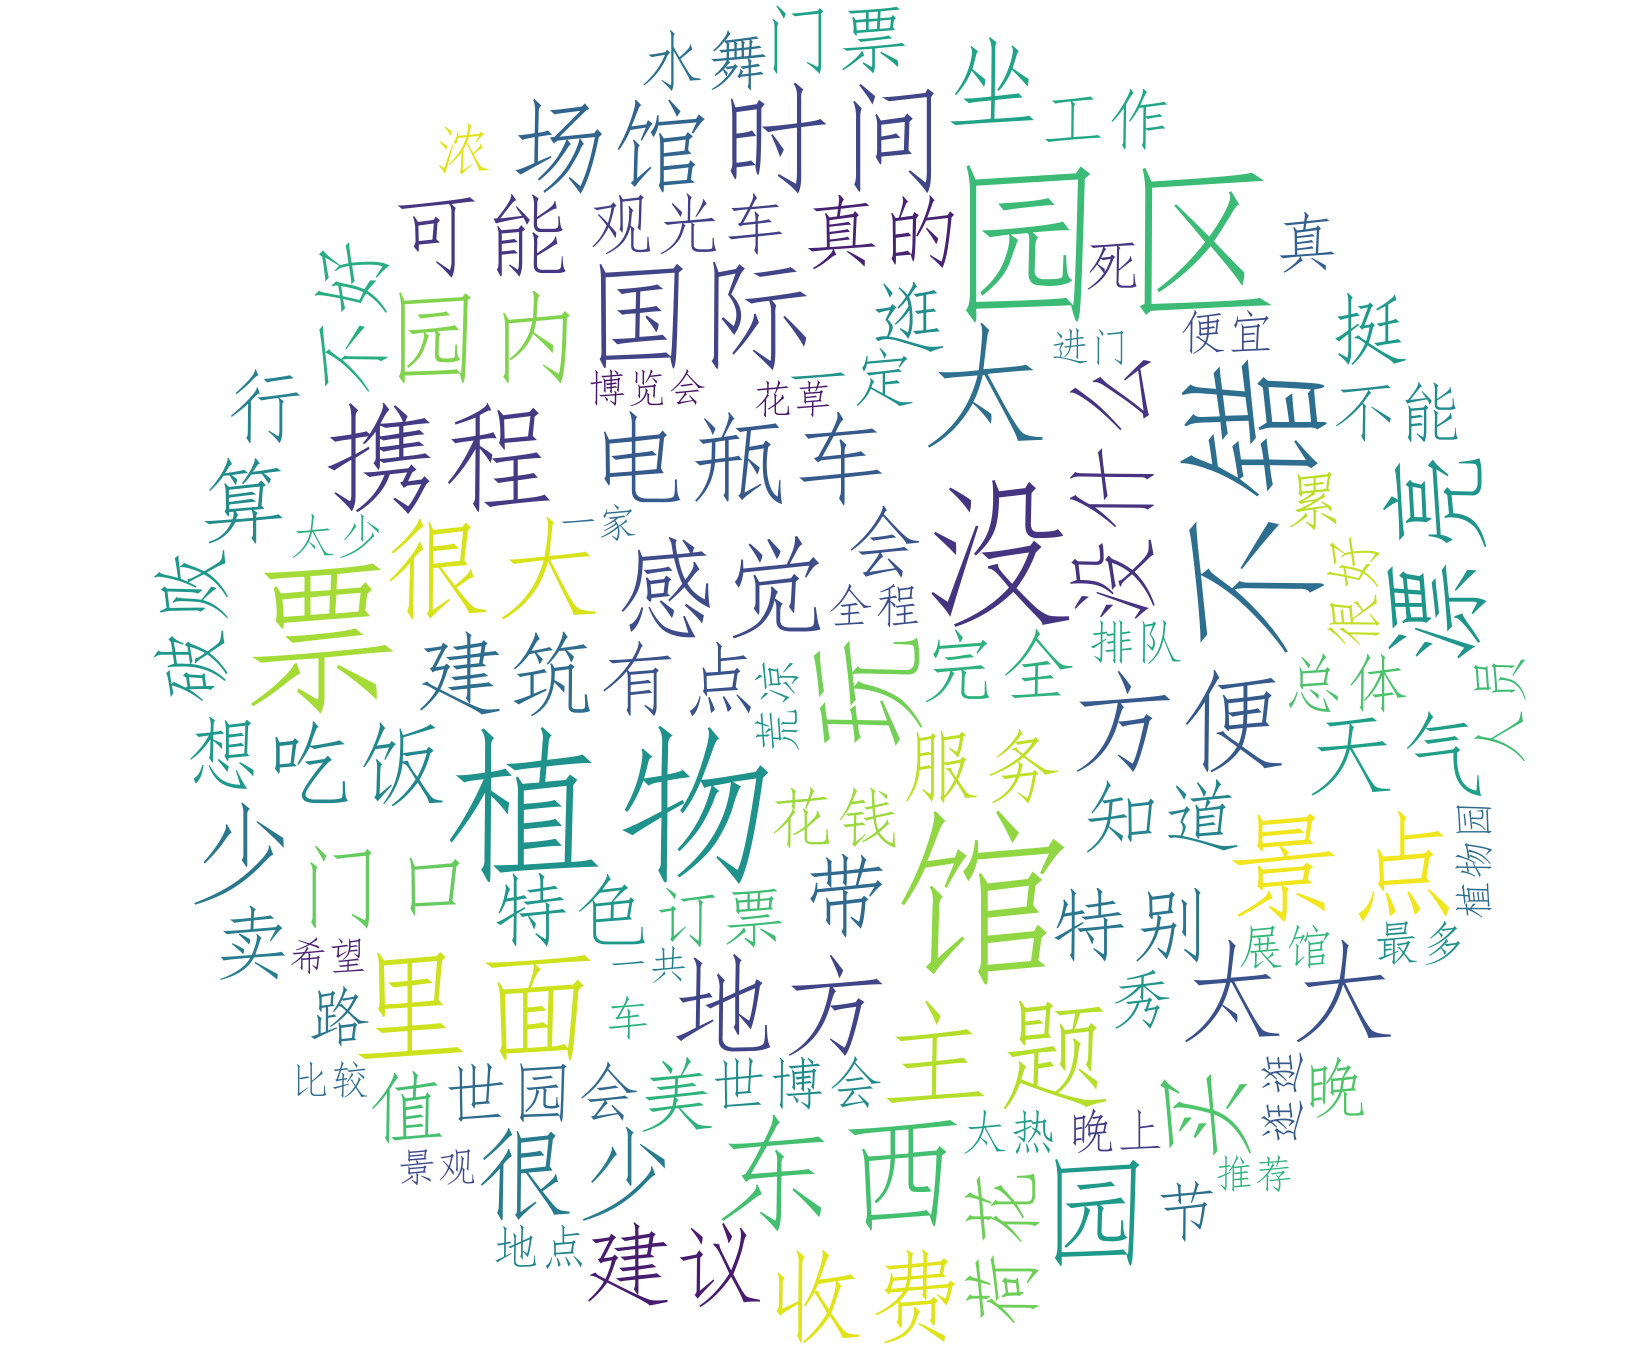 门票
水舞
坐
工作
浓
场馆
时间
园区
可能
观光车
真的
死
真
不好
园内
国际
逛
太
进门
便宜
挺
行
博览会
花草
一定
没什么
不错
不能
携程
电瓶车
没
漂亮
算
太少
很大
一家
感觉
会
累
破败
票
全程
很好
建筑
有点
荒凉
玩
完全
排队
方便
总体
人员
想
吃饭
植物
花钱
服务
知道
天气
少
门口
特色
订票
带
馆
特别
景点
植物园
卖
希望
里面
一共
地方
展馆
最多
路
车
主题
秀
太大
比较
值
世园会
美
世博会
买
逛逛
晚
景观
很少
东西
太热
晚上
推荐
地点
建议
收费
荷花
园
节